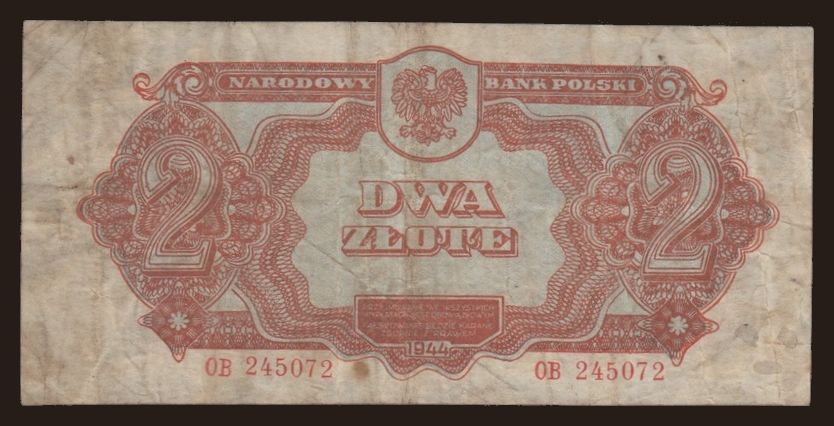 NARODOWY BANK POLSKI
2 2
DWA
ZŁOTE
1944
OB 245072 OB 245072